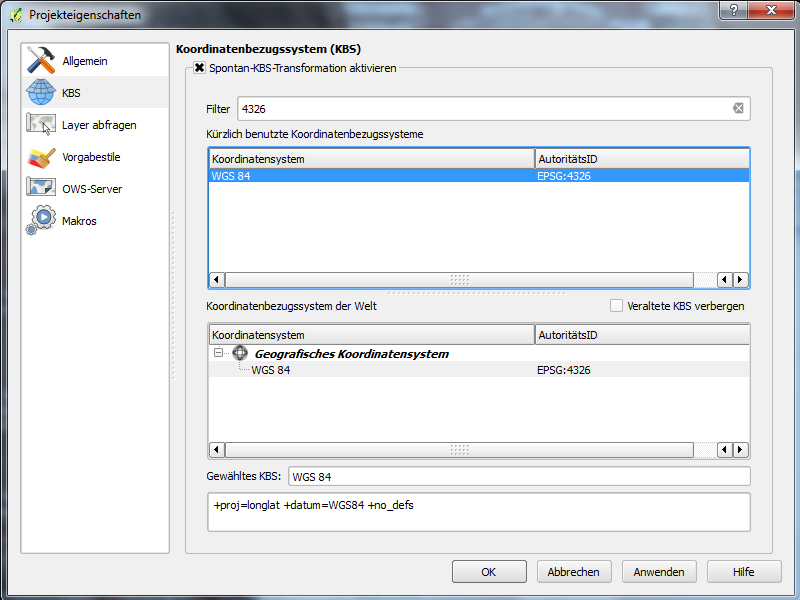 Projekteigenschaften
?
Allgemein
KBS
Layer abfragen
Vorgabestile
OWS-Server
Makros
Koordinatenbezugssystem (KBS)
Spontan-KBS-Transformation aktivieren
Filter 4326
Kürzlich benutzte Koordinatenbezugssysteme
Koordinatensystem AutoritätsID
WGS 84 EPSG:4326
Koordinatenbezugssystem der Welt Veraltete KBS verbergen
Koordinatensystem AutoritätsID
Geografisches Koordinatensystem
WGS 84 EPSG:4326
Gewähltes KBS: WGS 84
+proj=longlat +datum=WGS84 +no_defs
OK Abbrechen Anwenden Hilfe